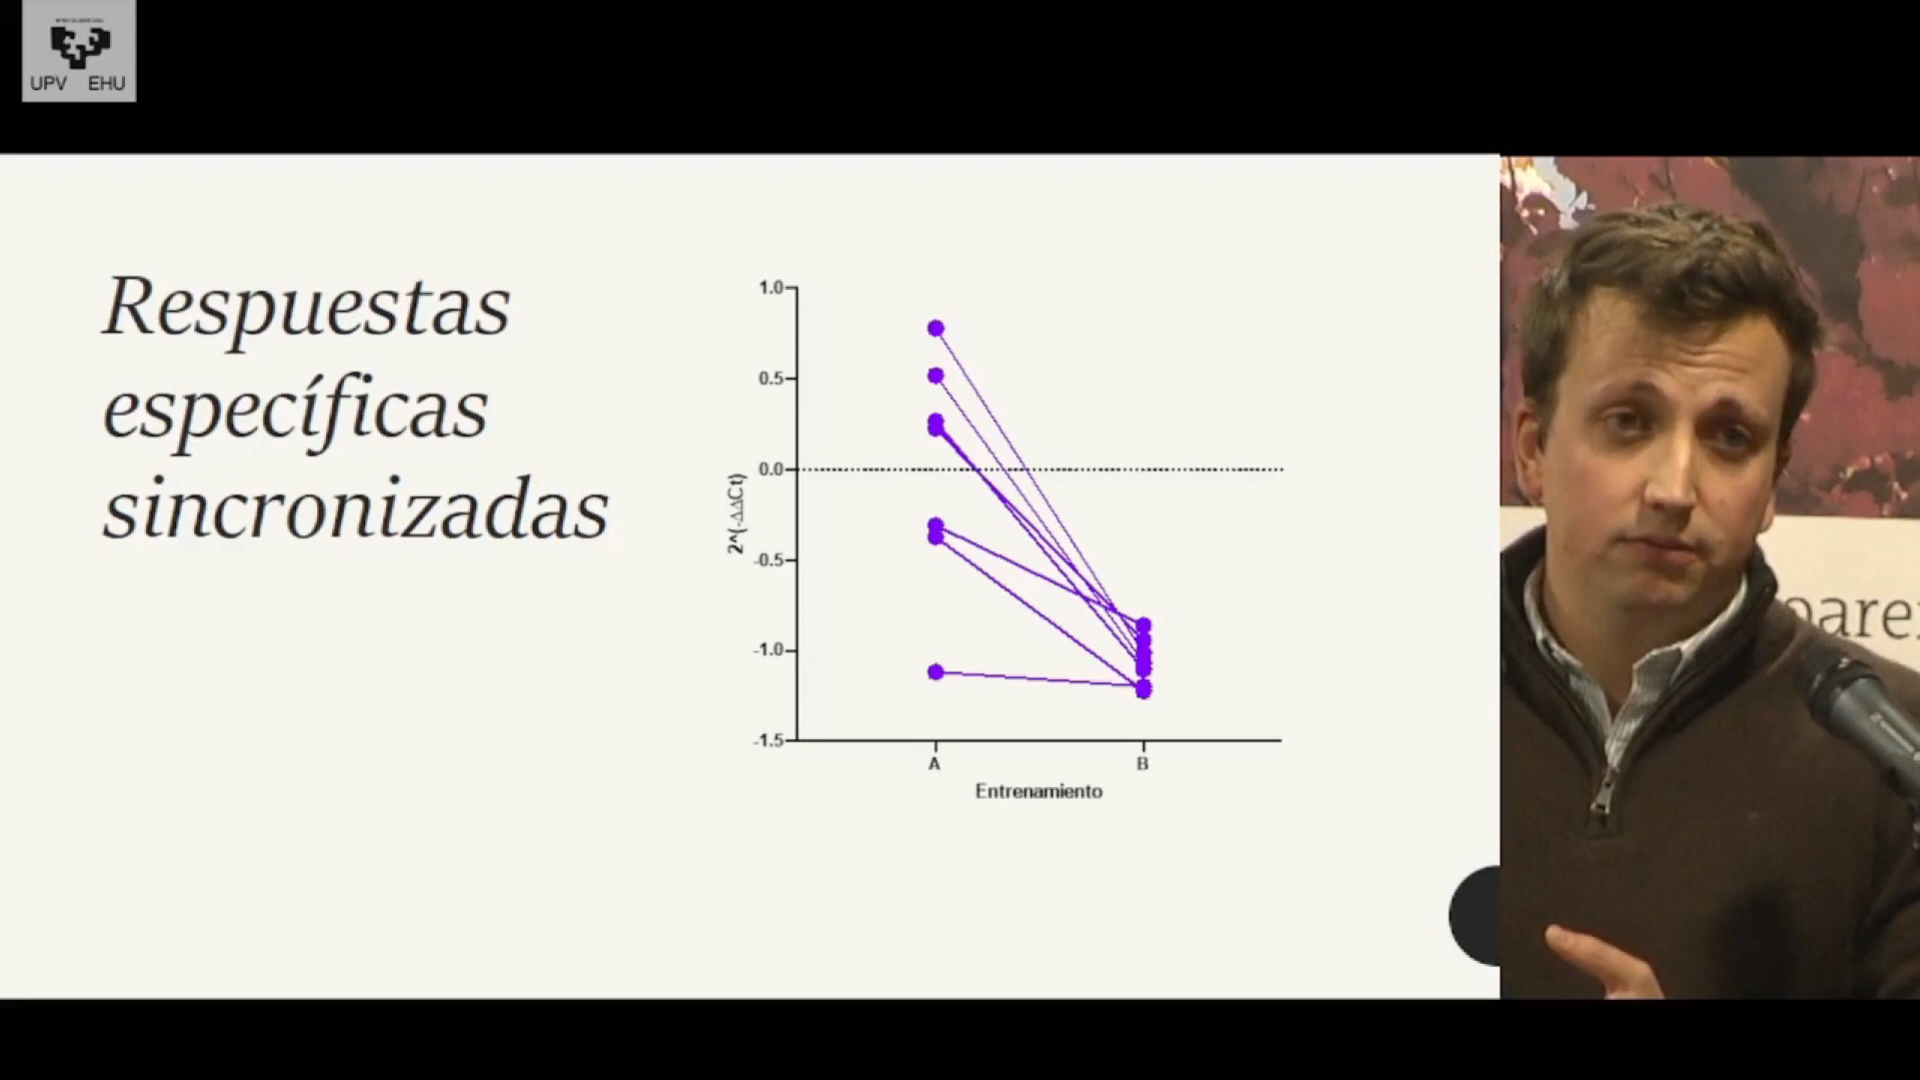 UPV EHU
Respuestas
específicas
sincronizadas
1.0
0.5
0.0
-0.5
-1.0
-1.5
2^(-ΔΔCt)
A B
Entrenamiento